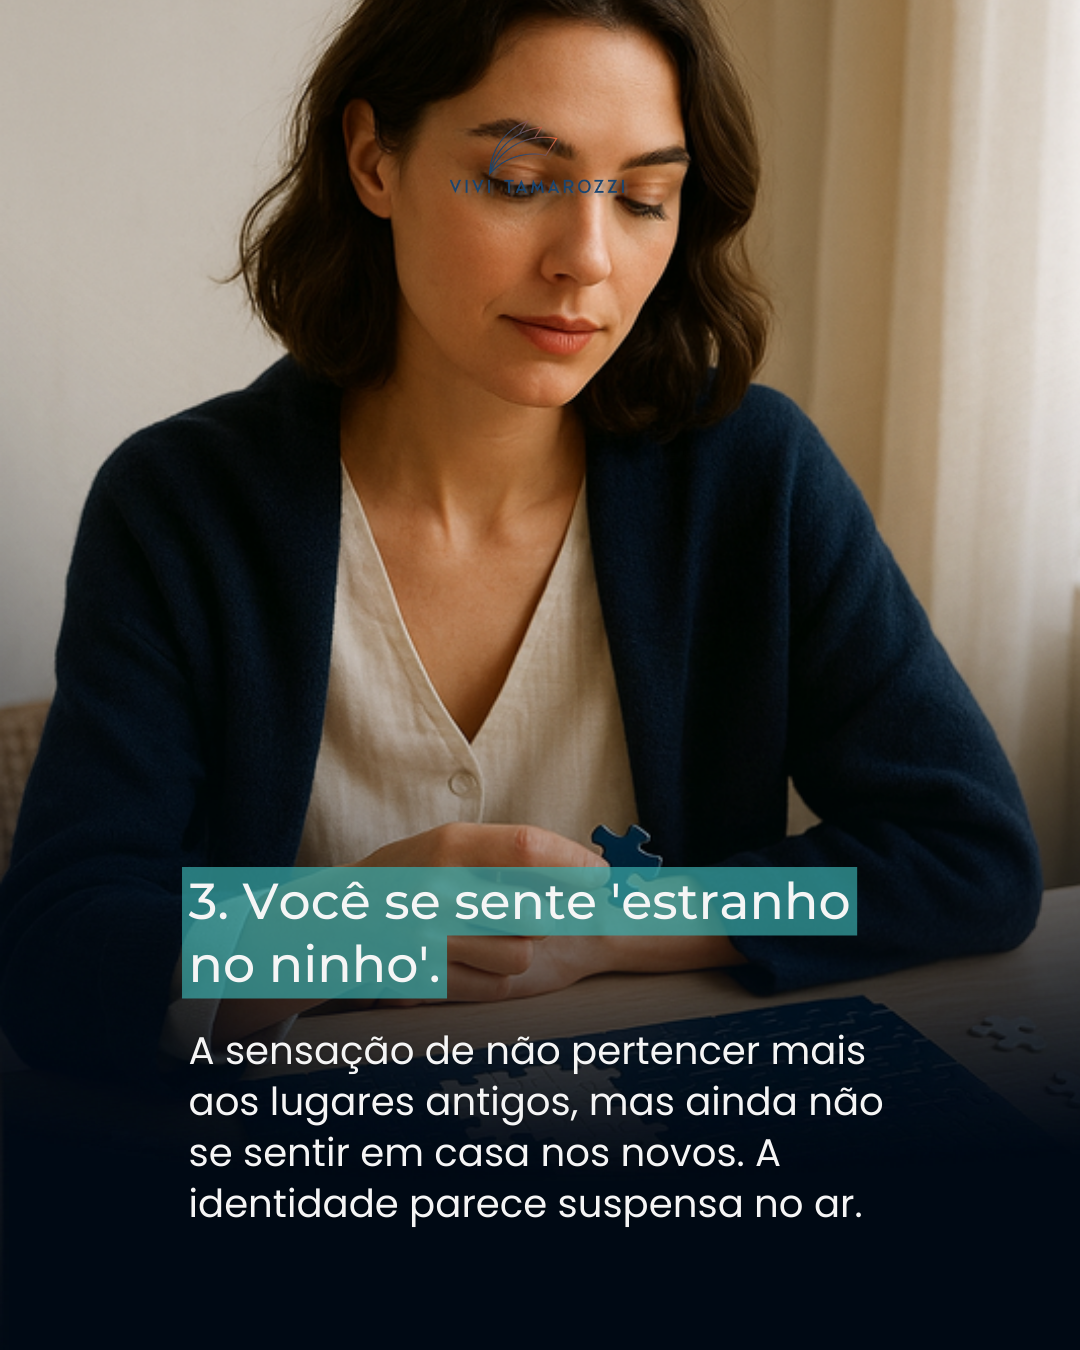 VIVI TAMAROZZI
3. Você se sente 'estranho
no ninho'.
A sensação de não pertencer mais
aos lugares antigos, mas ainda não
se sentir em casa nos novos. A
identidade parece suspensa no ar.